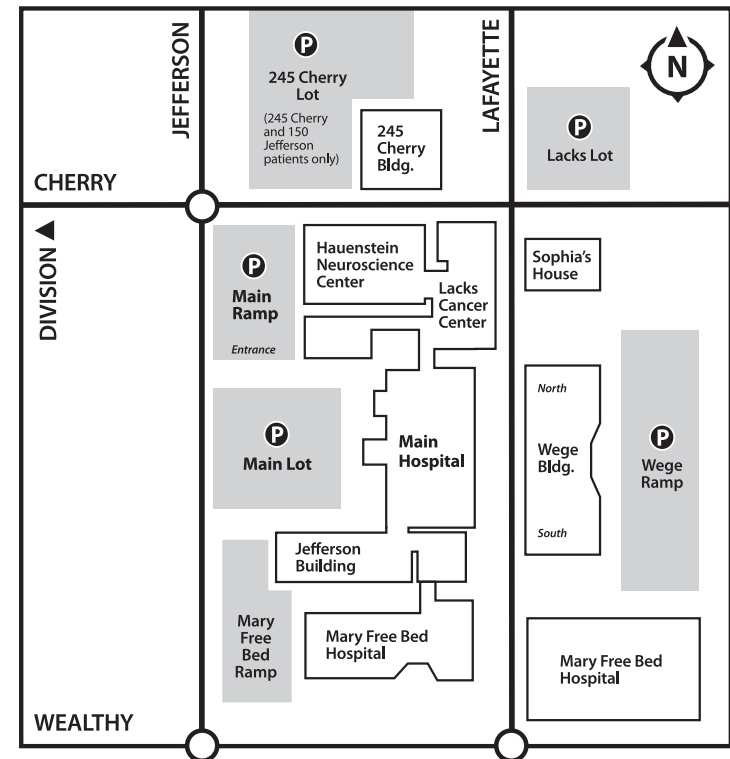 JEFFERSON
P
245 Cherry
Lot
(245 Cherry
and 150
Jefferson
patients only)
245
Cherry
Bldg.
LAFAYETTE
P
Lacks Lot
N
CHERRY
DIVISION
P
Main
Ramp
Entrance
Hauenstein
Neuroscience
Center
Lacks
Cancer
Center
Sophia's
House
P
Main Lot
Main
Hospital
North
Wege
Bldg.
South
P
Wege
Ramp
Jefferson
Building
Mary
Free
Bed
Ramp
Mary Free Bed
Hospital
Mary Free Bed
Hospital
WEALTHY